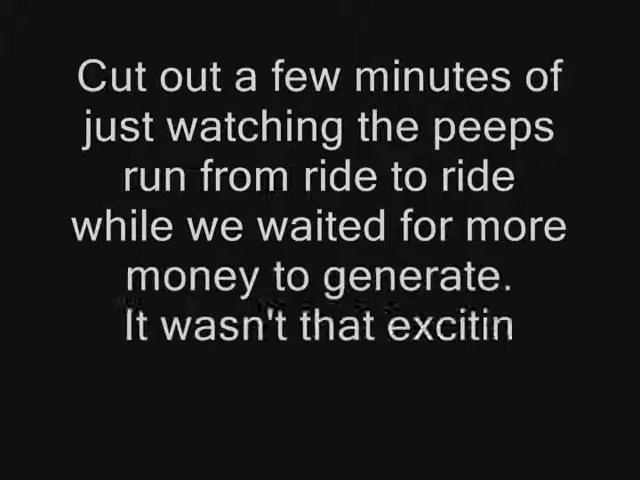 Cut out a few minutes of
just watching the peeps
run from ride to ride
while we waited for more
money to generate.
It wasn't that excitin